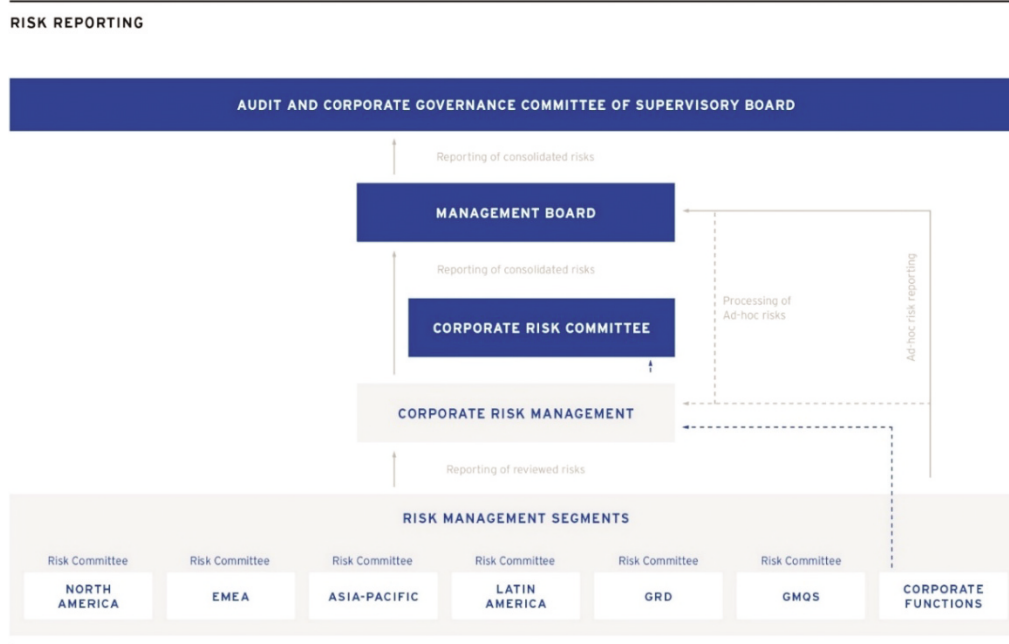 RISK REPORTING
AUDIT AND CORPORATE GOVERNANCE COMMITTEE OF SUPERVISORY BOARD
Reporting of consolidated risks
MANAGEMENT BOARD
Reporting of consolidated risks
Processing of
Ad-hoc risks
Ad-hoc risk reporting
CORPORATE RISK COMMITTEE
CORPORATE RISK MANAGEMENT
Reporting of reviewed risks
RISK MANAGEMENT SEGMENTS
Risk Committee
NORTH
AMERICA
Risk Committee
EMEA
Risk Committee
ASIA-PACIFIC
Risk Committee
LATIN
AMERICA
Risk Committee
GRD
Risk Committee
GMQS
CORPORATE
FUNCTIONS